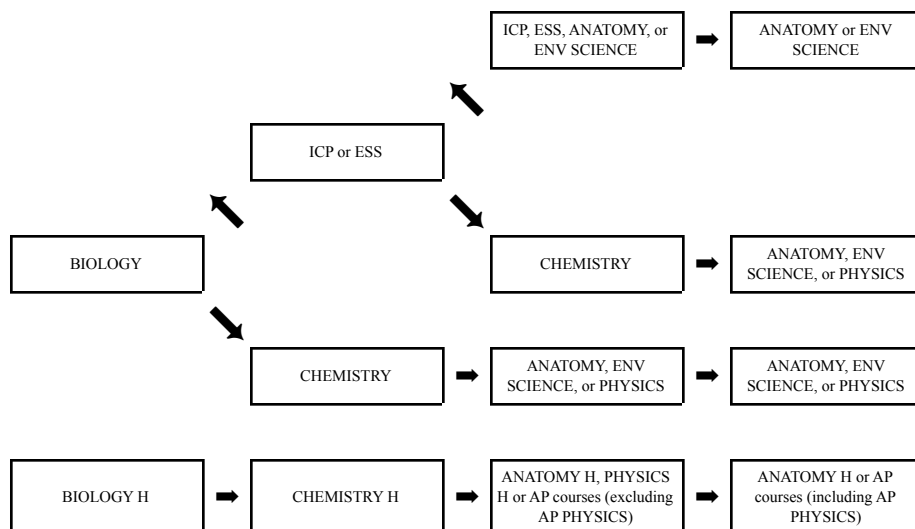 ICP, ESS, ANATOMY, or
ENV SCIENCE
ANATOMY or ENV
SCIENCE
ICP or ESS
BIOLOGY
CHEMISTRY
ANATOMY, ENV
SCIENCE, or PHYSICS
CHEMISTRY
ANATOMY, ENV
SCIENCE, or PHYSICS
ANATOMY, ENV
SCIENCE, or PHYSICS
BIOLOGY H
CHEMISTRY H
ANATOMY H, PHYSICS
H or AP courses (excluding
AP PHYSICS)
ANATOMY H or AP
courses (including AP
PHYSICS)